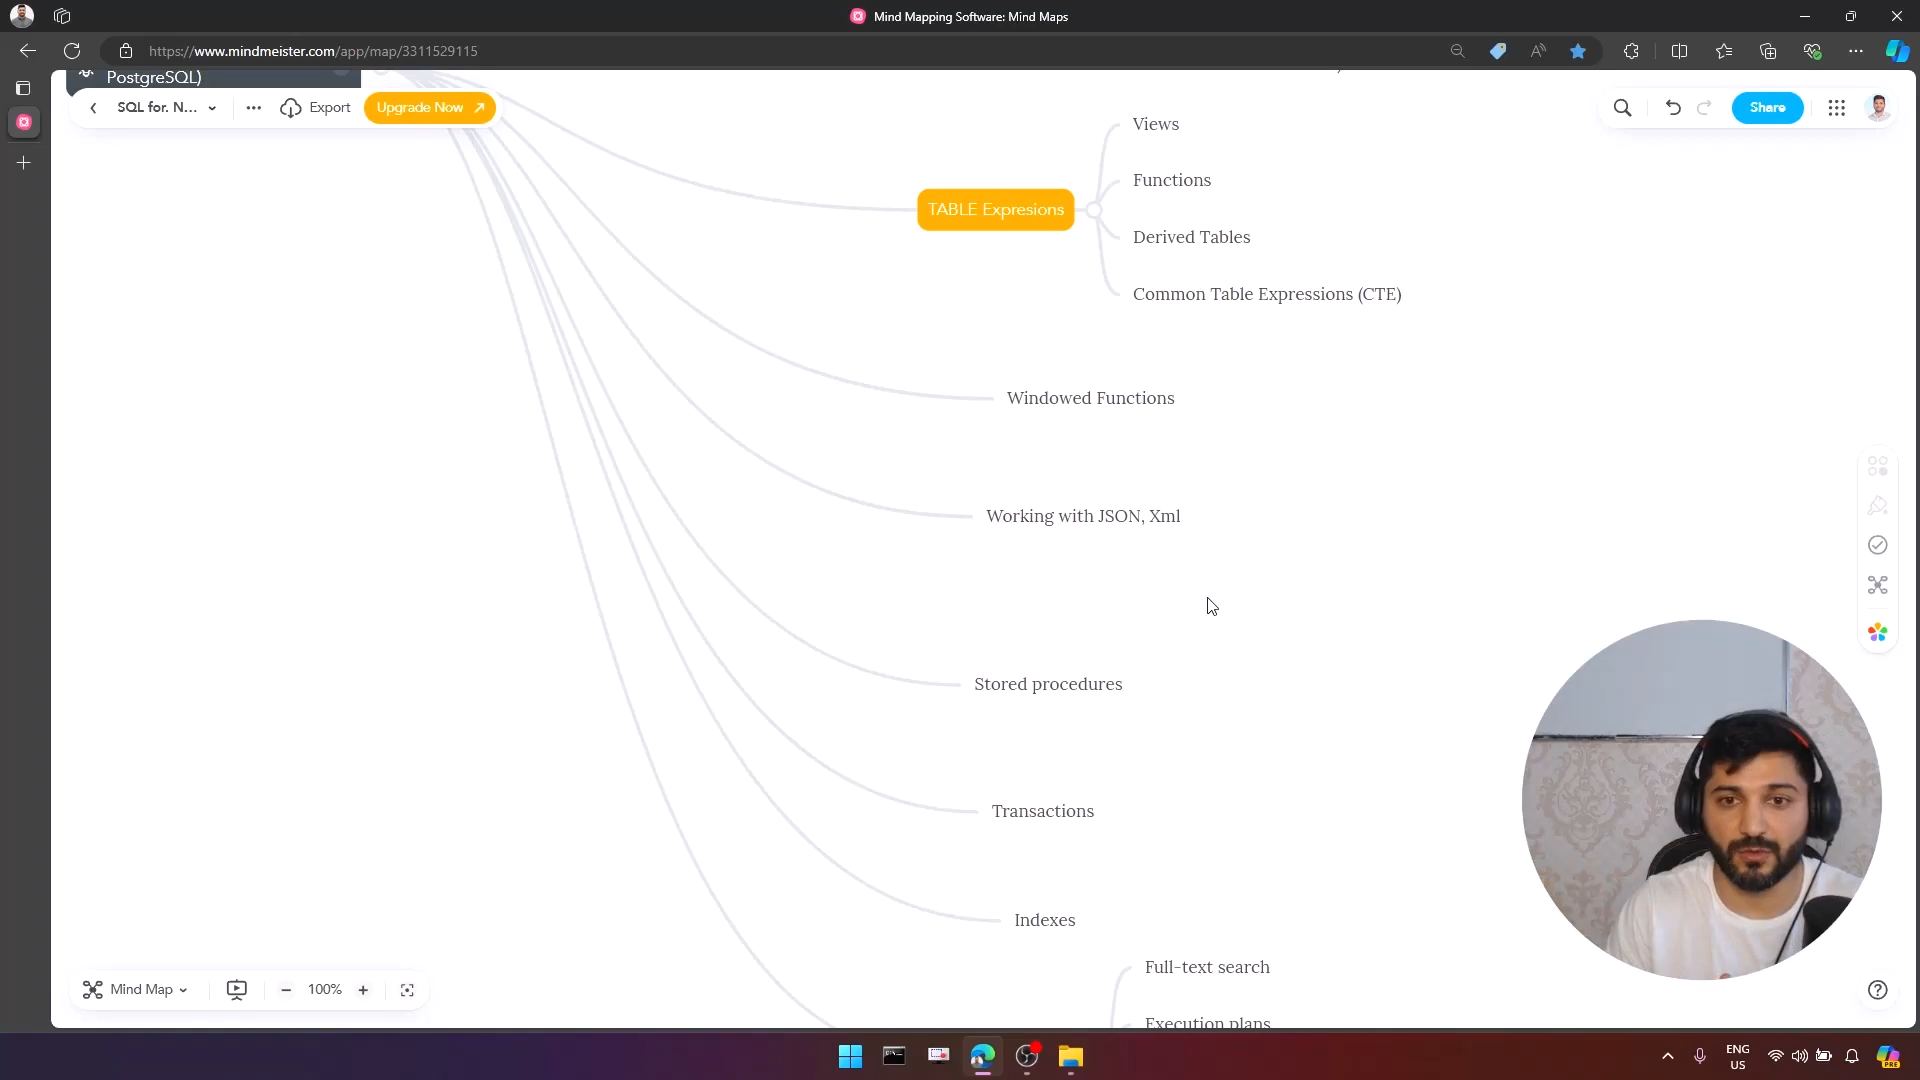 Mind Mapping Software: Mind Maps
https://www.mindmeister.com/app/map/3311529115
PostgreSQL)
SQL for. N...
Export
Upgrade Now
Share
Views
Functions
TABLE Expresions
Derived Tables
Common Table Expressions (CTE)
Windowed Functions
Working with JSON, Xml
Stored procedures
Transactions
Indexes
Full-text search
Execution plans
Mind Map
100%
ENG
US
PRE